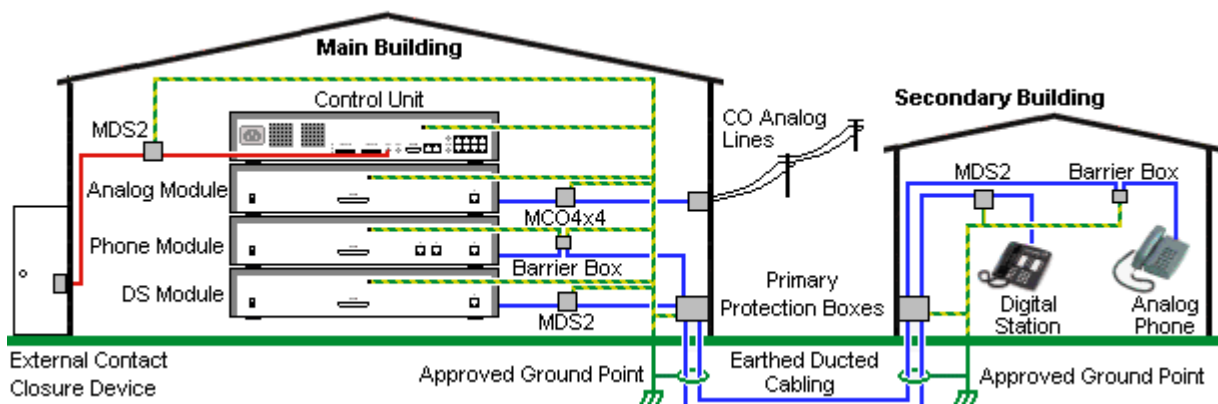 Main Building
Control Unit
MDS2
Analog Module
Phone Module
DS Module
MCO4x4
Barrier Box
MDS2
CO Analog
Lines
Primary
Protection Boxes
Secondary Building
MDS2
Barrier Box
Digital
Station
Analog
Phone
External Contact
Closure Device
Approved Ground Point
Earthed Ducted
Cabling
Approved Ground Point